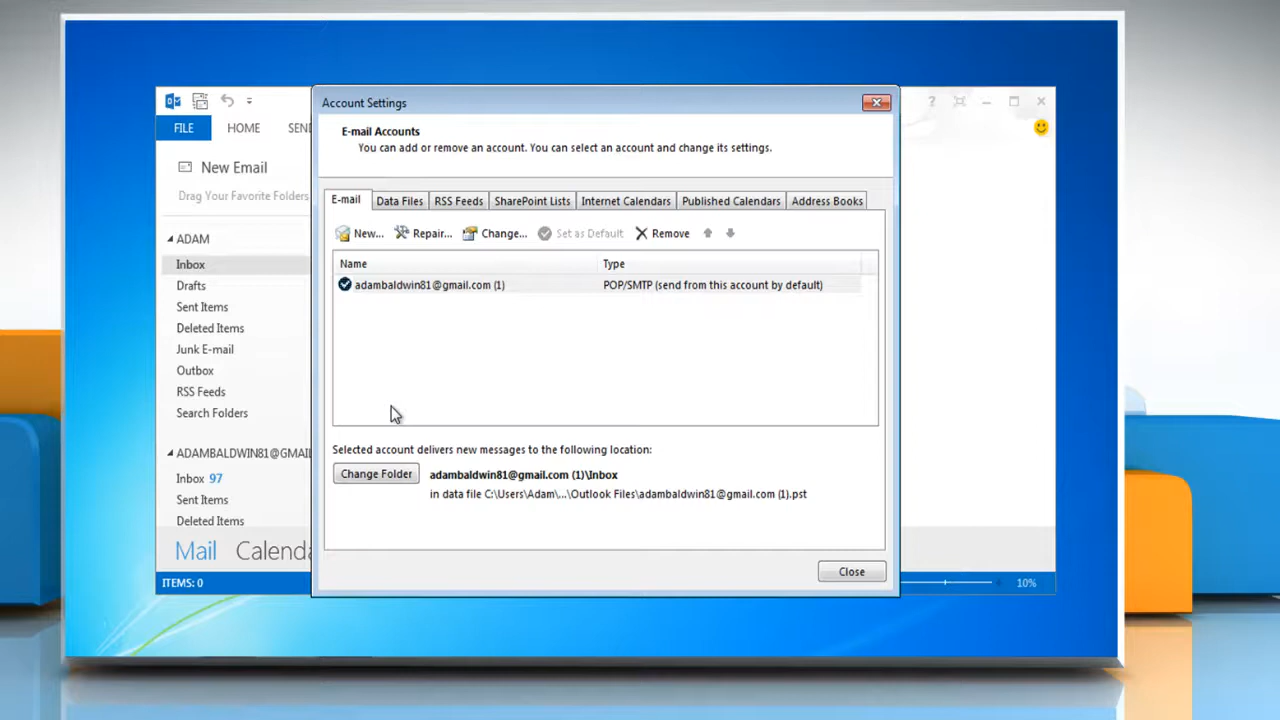 Account Settings
E-mail Accounts
You can add or remove an account. You can select an account and change its settings.
FILE HOME SEND
New Email
Drag Your Favorite Folders
ADAM
Inbox
Drafts
Sent Items
Deleted Items
Junk E-mail
Outbox
RSS Feeds
Search Folders
ADAMBALDWIN81@GMAIL
Inbox 97
Sent Items
Deleted Items
Mail Calenda
ITEMS: 0
E-mail Data Files RSS Feeds SharePoint Lists Internet Calendars Published Calendars Address Books
New... Repair... Change... Set as Default Remove
Name Type
adambaldwin81@gmail.com (1) POP/SMTP (send from this account by default)
Selected account delivers new messages to the following location:
Change Folder adambaldwin81@gmail.com (1)\Inbox
in data file C:\Users\Adam\...\Outlook Files\adambaldwin81@gmail.com (1).pst
Close
10%